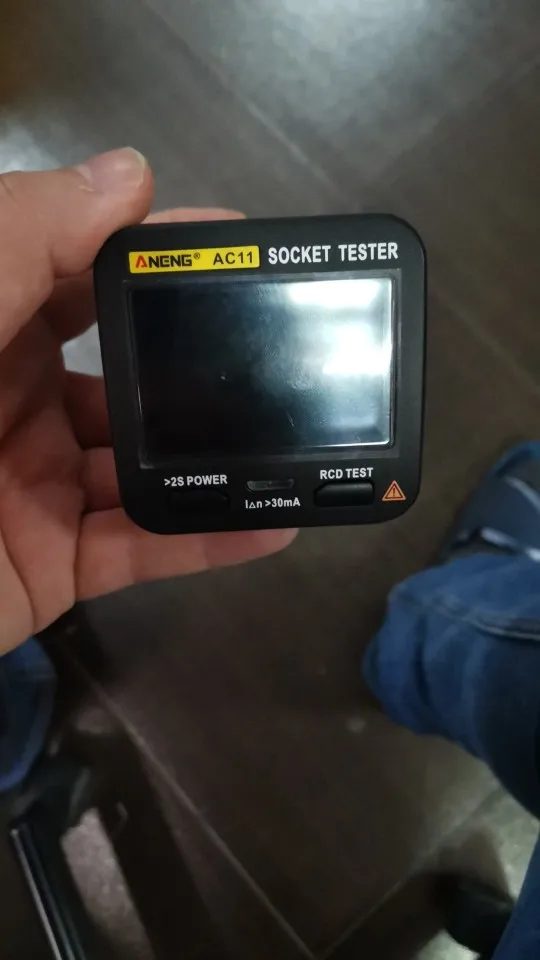 ANENG® AC11 SOCKET TESTER
>2S POWER RCD TEST
I△n >30mA